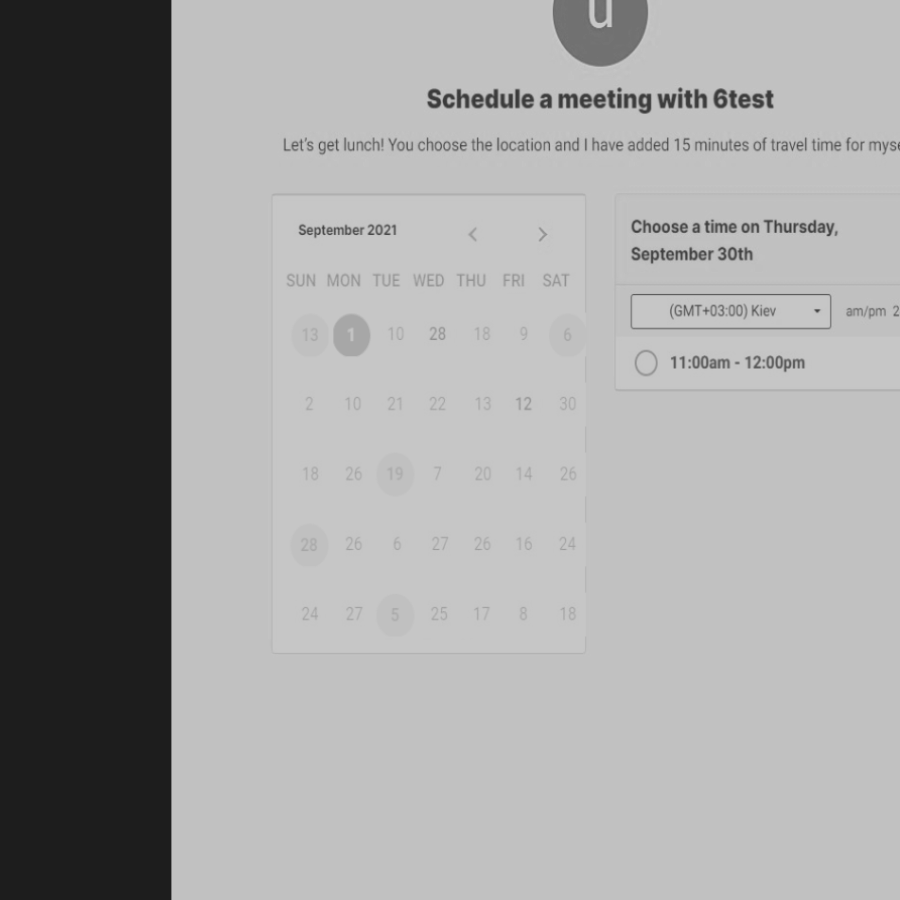 u
Schedule a meeting with 6test
Let's get lunch! You choose the location and I have added 15 minutes of travel time for myse
September 2021
SUN MON TUE WED THU FRI SAT
13 1 10 28 18 9 6
2 10 21 22 13 12 30
18 26 19 7 20 14 26
28 26 6 27 26 16 24
24 27 5 25 17 8 18
Choose a time on Thursday,
September 30th
(GMT+03:00) Kiev am/pm 2
11:00am - 12:00pm